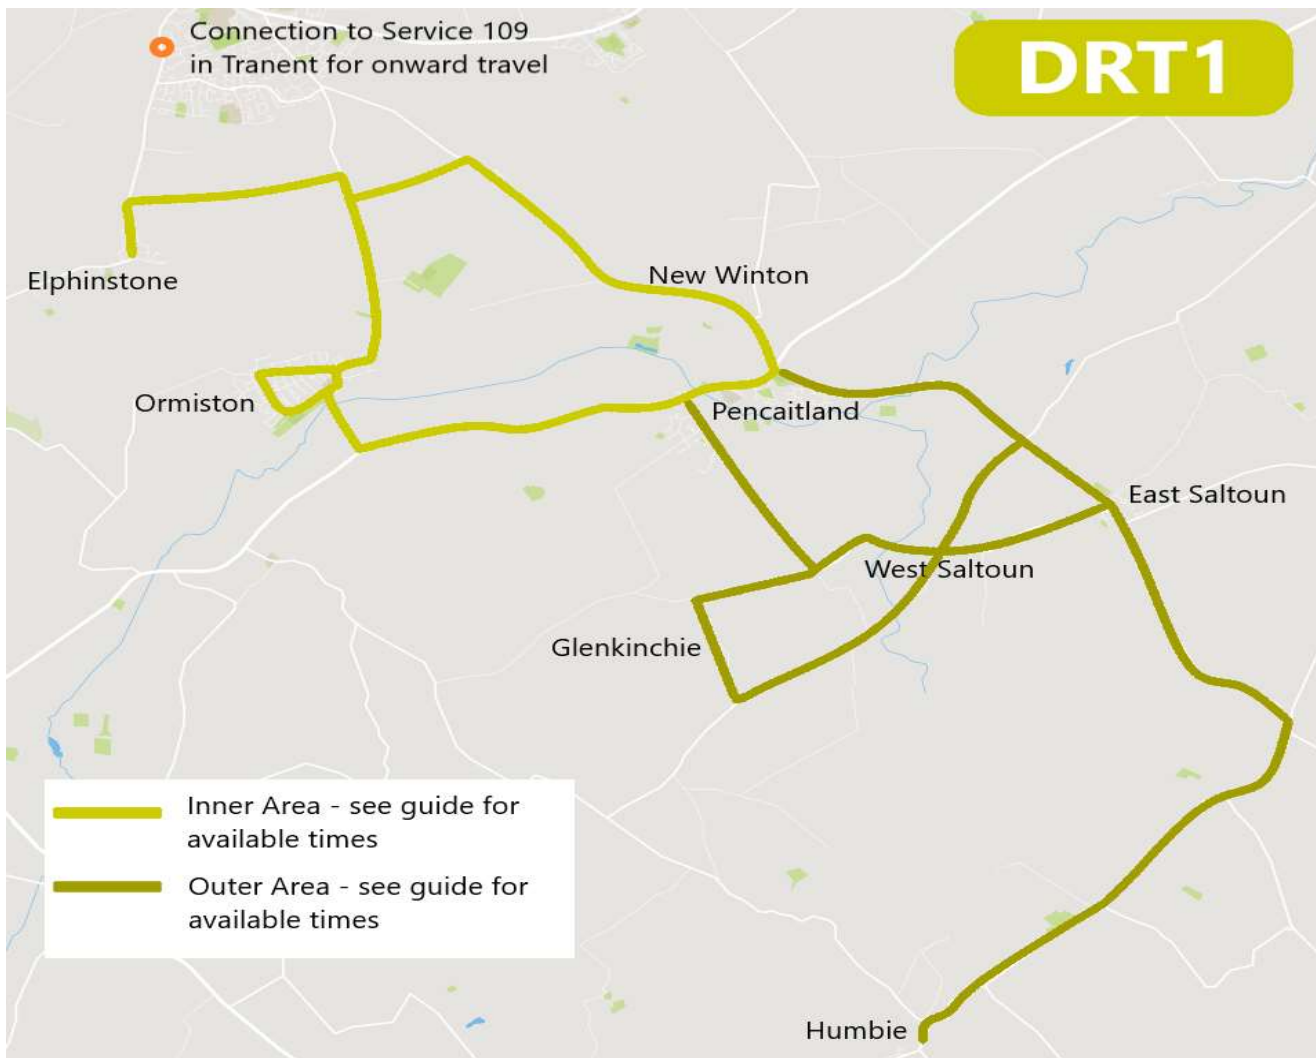 Connection to Service 109
in Tranent for onward travel
DRT1
Elphinstone
New Winton
Ormiston
Pencaitland
East Saltoun
West Saltoun
Glenkinchie
Inner Area - see guide for
available times
Outer Area - see guide for
available times
Humbie